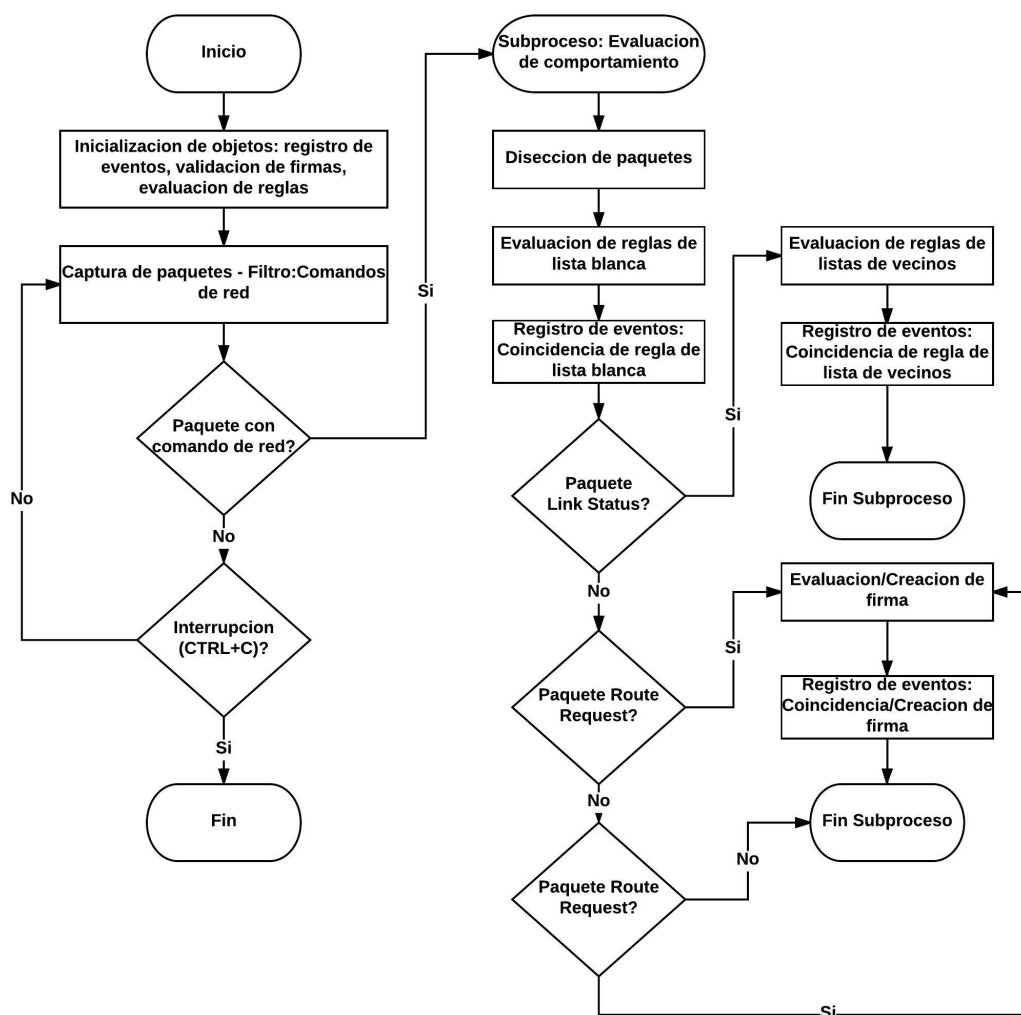 Inicio
Inicializacion de objetos: registro de
eventos, validacion de firmas,
evaluacion de reglas
Captura de paquetes - Filtro:Comandos
de red
Paquete con
comando de red?
Si
No
No
Interrupcion
(CTRL+C)?
Si
Fin
Subproceso: Evaluacion
de comportamiento
Diseccion de paquetes
Evaluacion de reglas de
lista blanca
Registro de eventos:
Coincidencia de regla de
lista blanca
Paquete
Link Status?
Si
No
Evaluacion de reglas de
listas de vecinos
Registro de eventos:
Coincidencia de regla de
lista de vecinos
Fin Subproceso
Paquete Route
Request?
Si
No
Evaluacion/Creacion de
firma
Registro de eventos:
Coincidencia/Creacion de
firma
Fin Subproceso
Paquete Route
Request?
No
Si